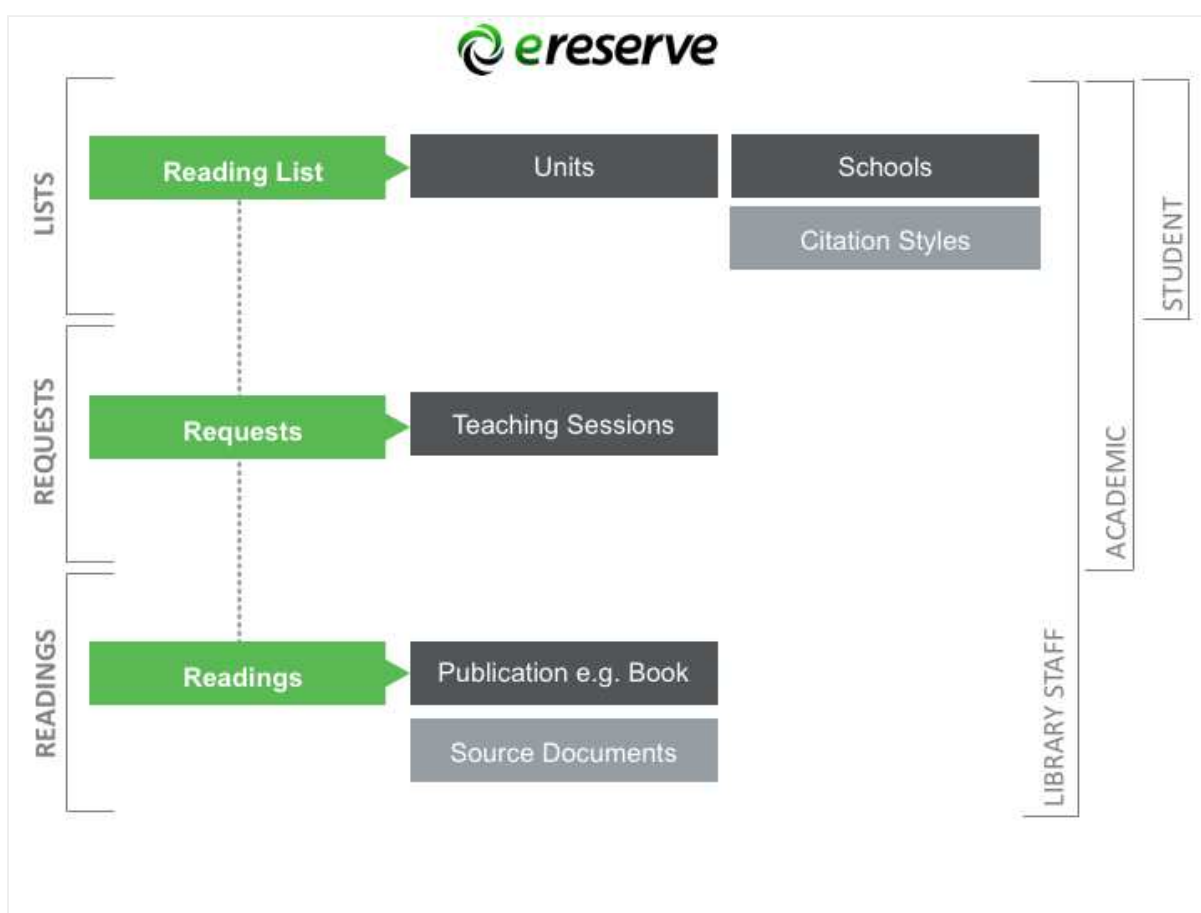 ereserve
LISTS
Reading List
Units
Schools
Citation Styles
STUDENT
REQUESTS
Requests
Teaching Sessions
ACADEMIC
READINGS
Readings
Publication e.g. Book
Source Documents
LIBRARY STAFF